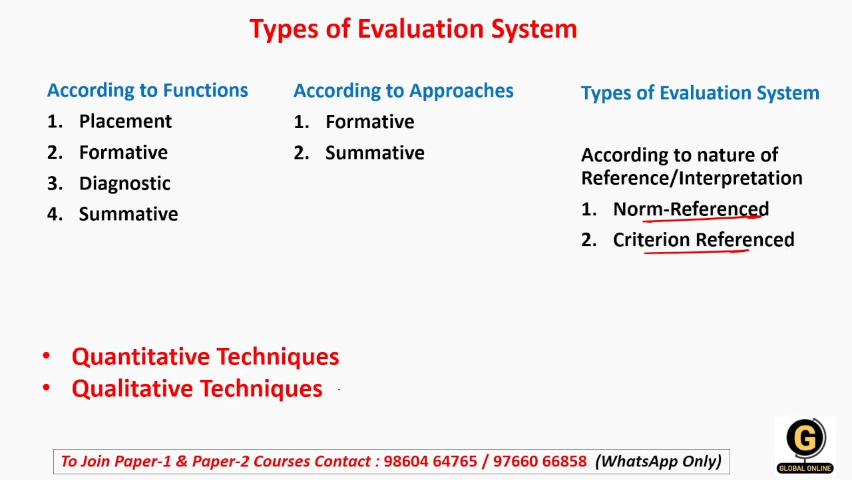 Types of Evaluation System
According to Functions
1. Placement
2. Formative
3. Diagnostic
4. Summative
According to Approaches
1. Formative
2. Summative
Types of Evaluation System
According to nature of
Reference/Interpretation
1. Norm-Referenced
2. Criterion Referenced
• Quantitative Techniques
• Qualitative Techniques
To Join Paper-1 & Paper-2 Courses Contact : 98604 64765 / 97660 66858 (WhatsApp Only)
G
GLOBAL ONLINE